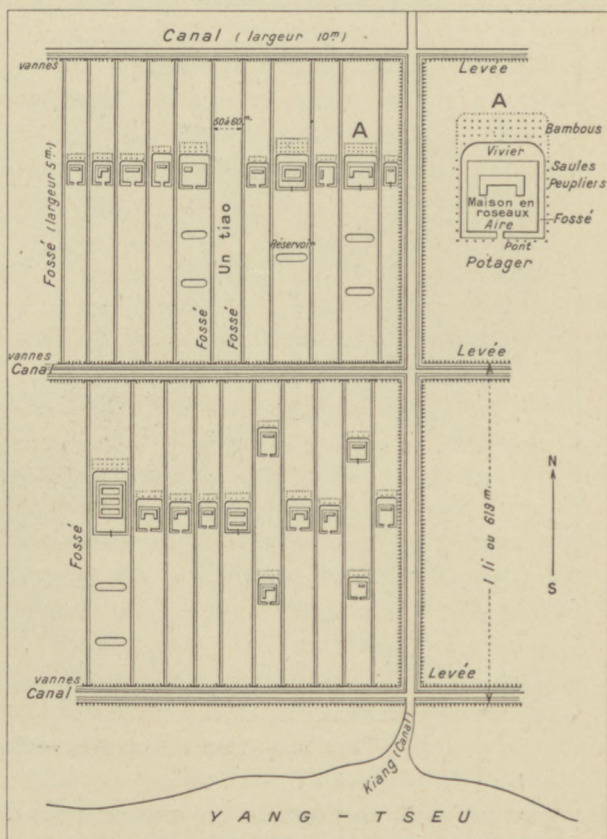 Canal (largeur 10m)
vannes
Levée
A
Bambous
Vivier
Saules
Peupliers
Maison en
roseaux
Aire
Fossé
Pont
Potager
50 à 60m.
A
Fossé (largeur 5m.)
Un tiao
Réservoir
Fossé
Fossé
vannes
Canal
Levée
Fossé
1 li ou 619 m.
N
S
vannes
Canal
Levée
Kiang (Canal)
YANG-TSEU